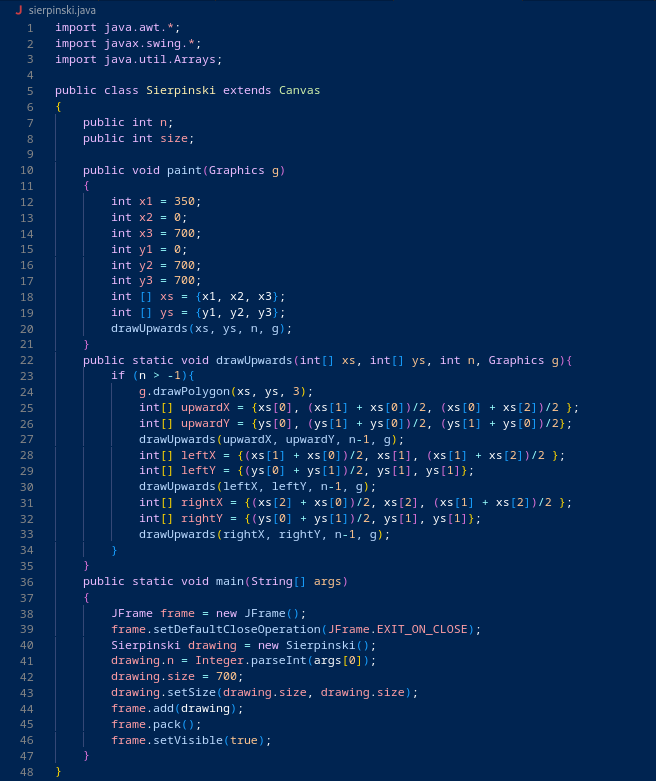 J sierpinski.java
1 import java.awt.*;
2 import javax.swing.*;
3 import java.util.Arrays;
4
5 public class Sierpinski extends Canvas
6 {
7     public int n;
8     public int size;
9
10     public void paint(Graphics g)
11     {
12         int x1 = 350;
13         int x2 = 0;
14         int x3 = 700;
15         int y1 = 0;
16         int y2 = 700;
17         int y3 = 700;
18         int [] xs = {x1, x2, x3};
19         int [] ys = {y1, y2, y3};
20         drawUpwards(xs, ys, n, g);
21     }
22     public static void drawUpwards(int[] xs, int[] ys, int n, Graphics g){
23         if (n > -1){
24             g.drawPolygon(xs, ys, 3);
25             int[] upwardX = {xs[0], (xs[1] + xs[0])/2, (xs[0] + xs[2])/2 };
26             int[] upwardY = {ys[0], (ys[1] + ys[0])/2, (ys[1] + ys[0])/2};
27             drawUpwards(upwardX, upwardY, n-1, g);
28             int[] leftX = {(xs[1] + xs[0])/2, xs[1], (xs[1] + xs[2])/2 };
29             int[] leftY = {(ys[0] + ys[1])/2, ys[1], ys[1]};
30             drawUpwards(leftX, leftY, n-1, g);
31             int[] rightX = {(xs[2] + xs[0])/2, xs[2], (xs[1] + xs[2])/2 };
32             int[] rightY = {(ys[0] + ys[1])/2, ys[1], ys[1]};
33             drawUpwards(rightX, rightY, n-1, g);
34         }
35     }
36     public static void main(String[] args)
37     {
38         JFrame frame = new JFrame();
39         frame.setDefaultCloseOperation(JFrame.EXIT_ON_CLOSE);
40         Sierpinski drawing = new Sierpinski();
41         drawing.n = Integer.parseInt(args[0]);
42         drawing.size = 700;
43         drawing.setSize(drawing.size, drawing.size);
44         frame.add(drawing);
45         frame.pack();
46         frame.setVisible(true);
47     }
48 }